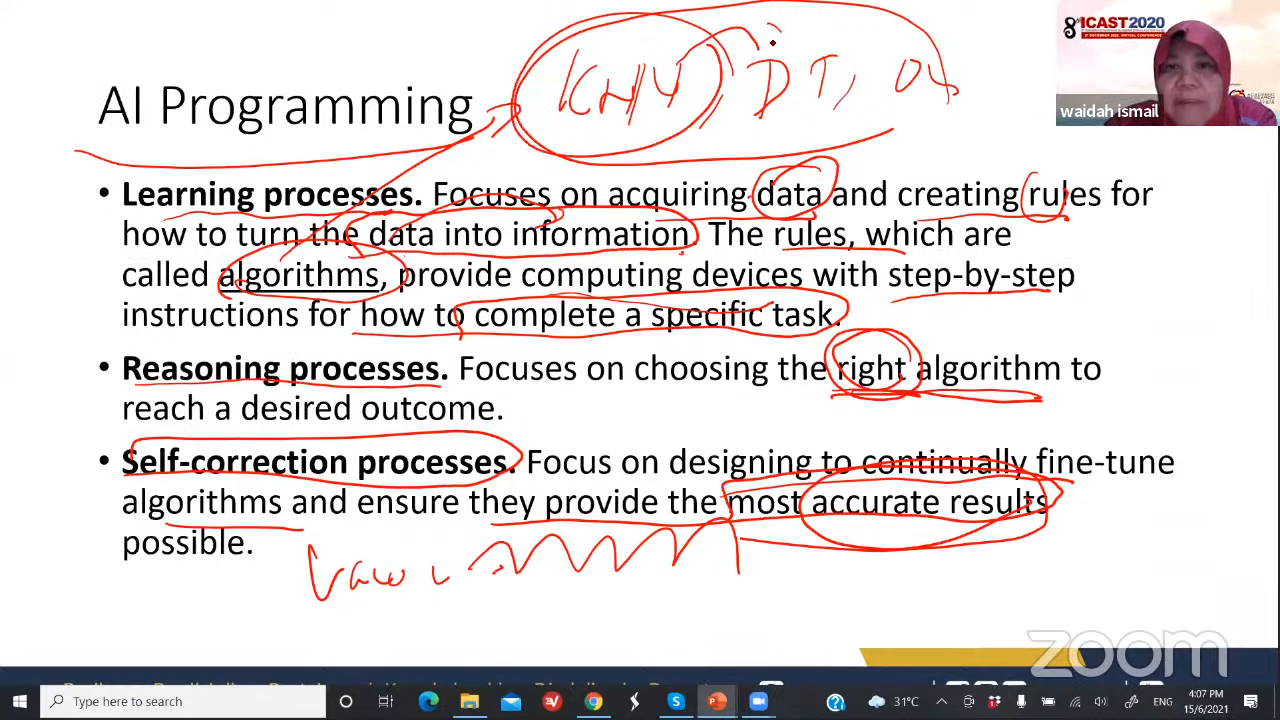 8th ICAST2020
waidah ismail
AI Programming
DT,
• Learning processes. Focuses on acquiring data and creating rules for
how to turn the data into information. The rules, which are
called algorithms, provide computing devices with step-by-step
instructions for how to complete a specific task.
• Reasoning processes. Focuses on choosing the right algorithm to
reach a desired outcome.
• Self-correction processes. Focus on designing to continually fine-tune
algorithms and ensure they provide the most accurate results
possible.
zoom
Type here to search
31°C
ENG
4:07 PM
15/6/2021